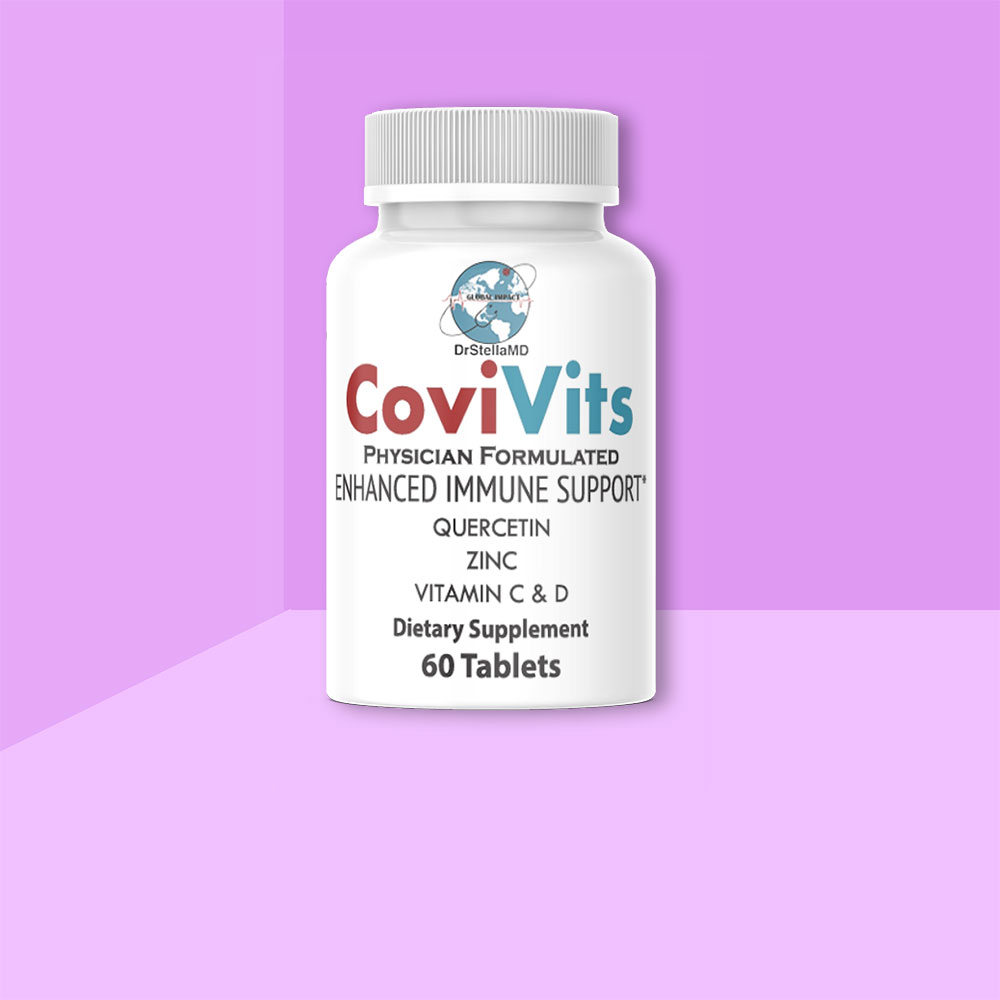 GLOBAL IMPACT
DrStellaMD
CoviVits
PHYSICIAN FORMULATED
ENHANCED IMMUNE SUPPORT*
QUERCETIN
ZINC
VITAMIN C & D
Dietary Supplement
60 Tablets